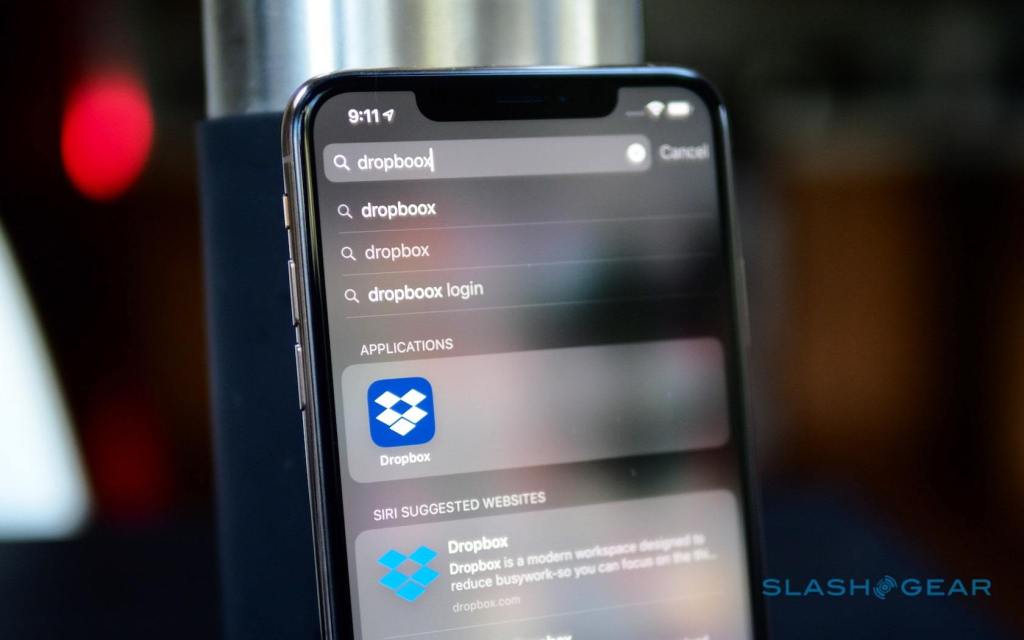 9:11
dropboox
Cancel
dropboox
dropbox
dropboox login
APPLICATIONS
Dropbox
SIRI SUGGESTED WEBSITES
Dropbox
Dropbox is a modern workspace designed to
reduce busywork-so you can focus on the thi...
dropbox.com
SLASHGEAR